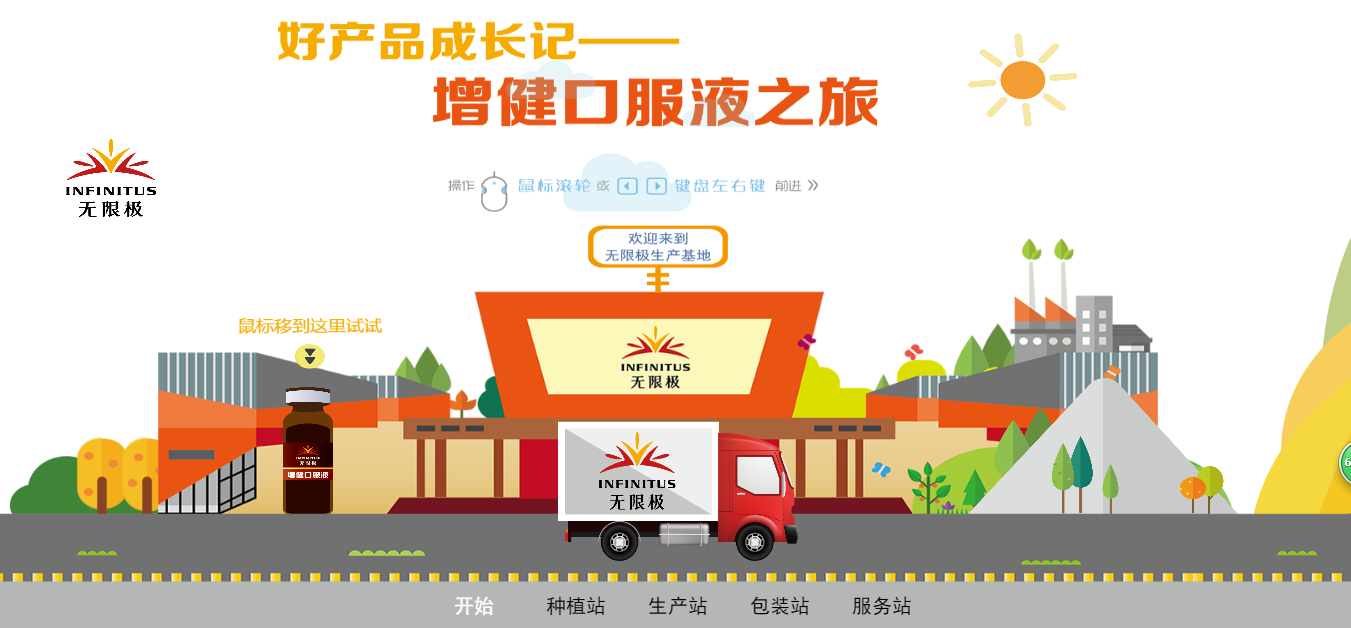 好产品成长记——
增健口服液之旅
INFINITUS
无限极
操作 鼠标滚轮 或 键盘左右键 前进 »
欢迎来到
无限极生产基地
鼠标移到这里试试
INFINITUS
无限极
INFINITUS
无限极
增健口服液
INFINITUS
无限极
6
开始 种植站 生产站 包装站 服务站